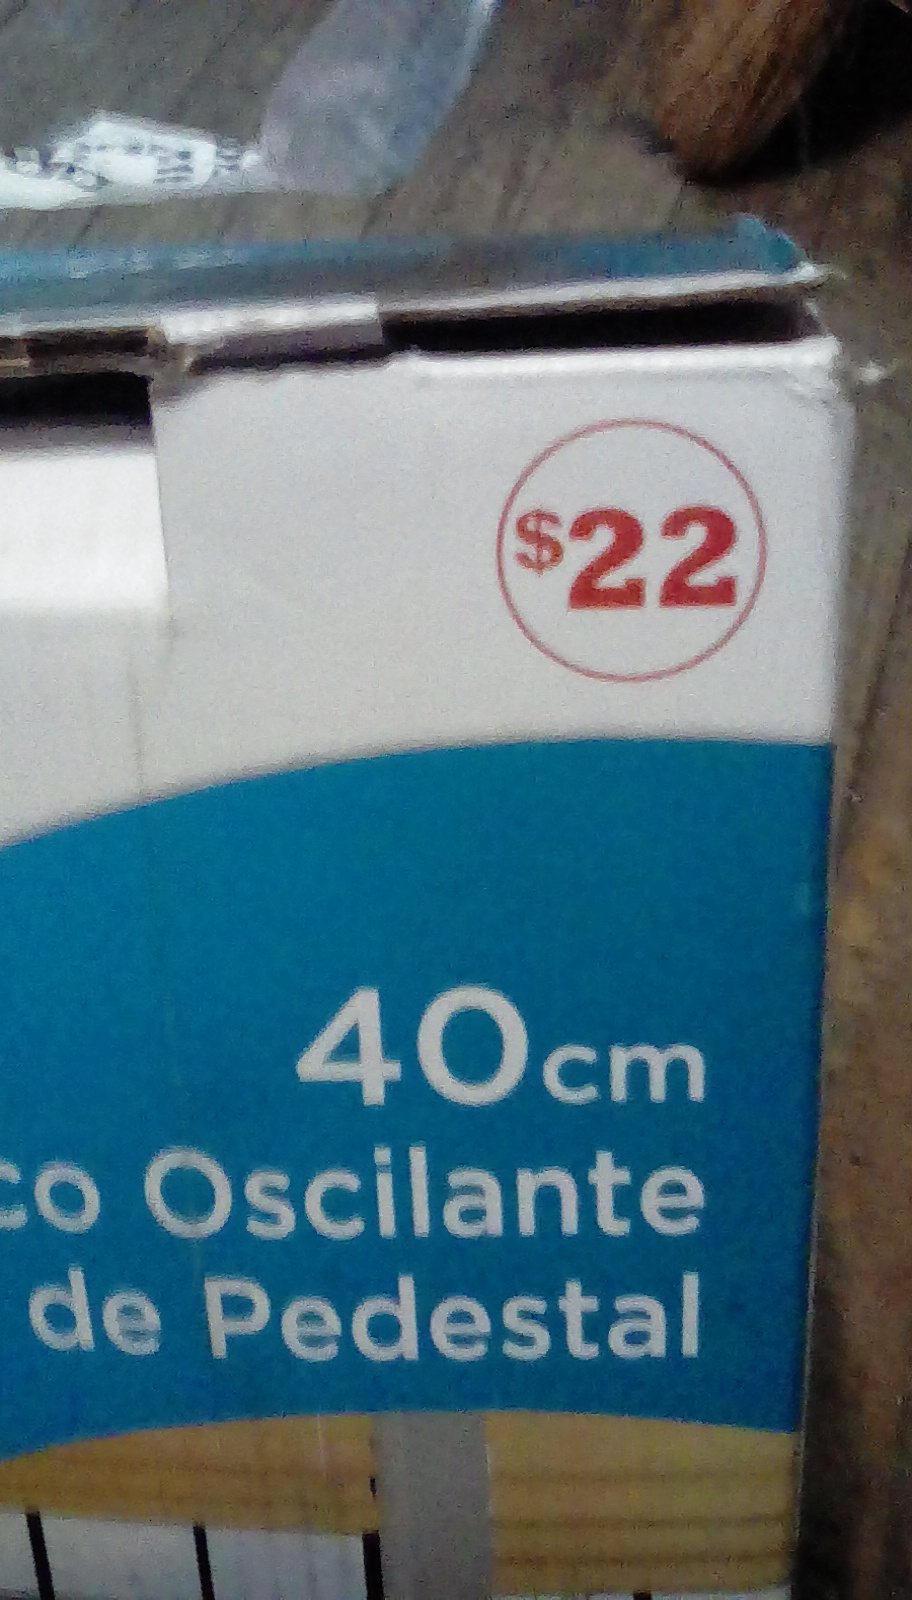 $22
40cm
co Oscilante
de Pedestal